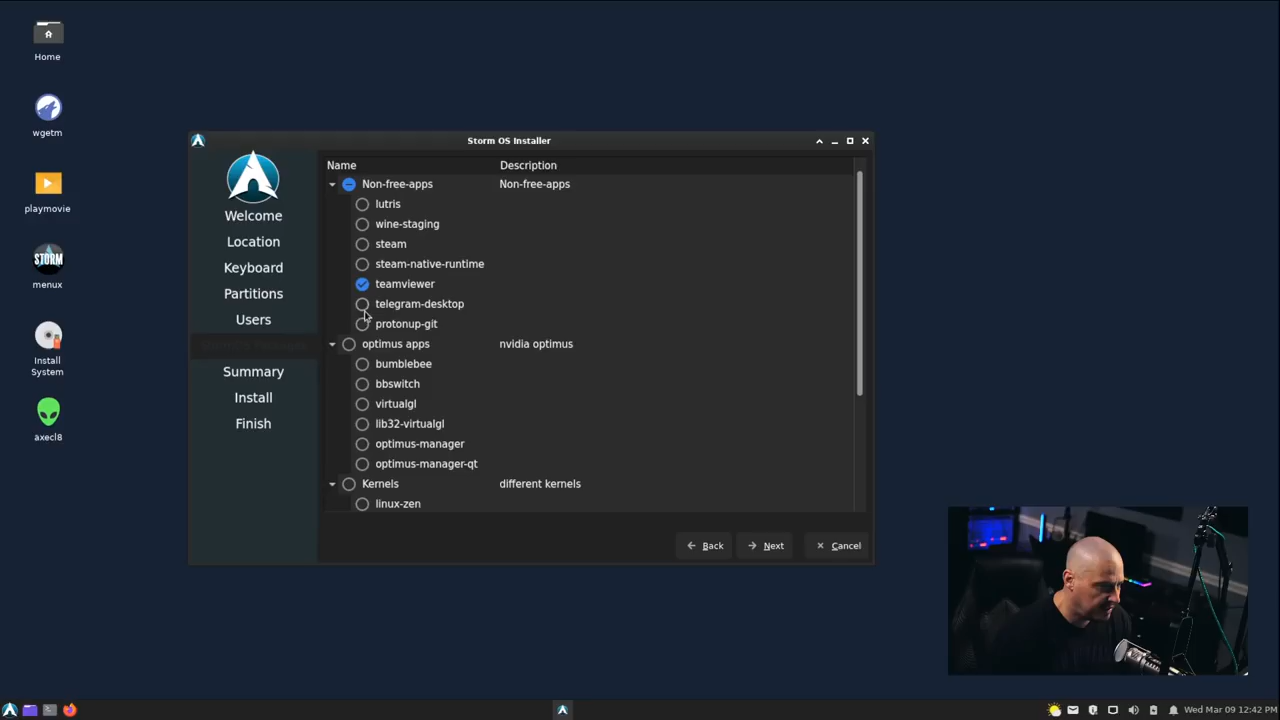 Home
wgetm
playmovie
STORM
menux
Install
System
axecl8
Storm OS Installer
Welcome
Location
Keyboard
Partitions
Users
Summary
Install
Finish
Name Description
Non-free-apps Non-free-apps
lutris
wine-staging
steam
steam-native-runtime
teamviewer
telegram-desktop
protonup-git
optimus apps nvidia optimus
bumblebee
bbswitch
virtualgl
lib32-virtualgl
optimus-manager
optimus-manager-qt
Kernels different kernels
linux-zen
Back Next Cancel
Wed Mar 09 12:42 PM